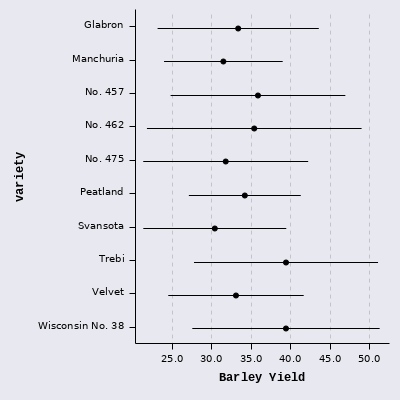 Glabron
Manchuria
No. 457
No. 462
No. 475
Peatland
Svansota
Trebi
Velvet
Wisconsin No. 38
variety
25.0 30.0 35.0 40.0 45.0 50.0
Barley Yield